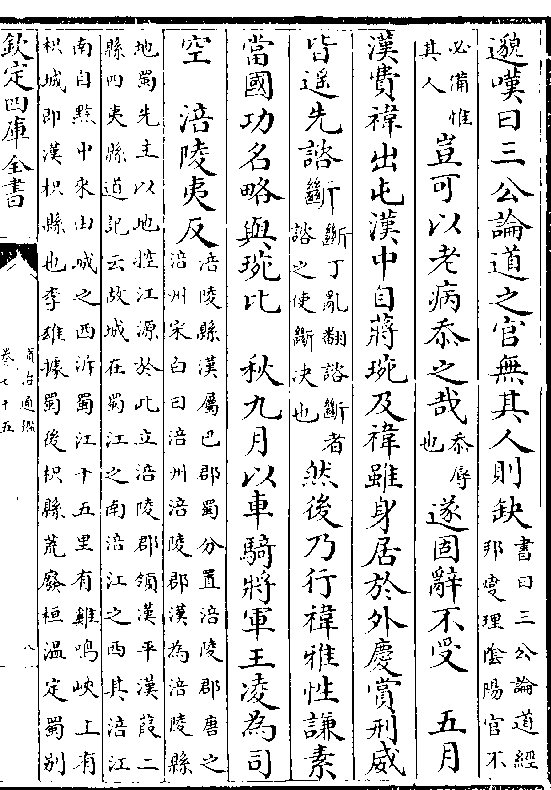 邈嘆曰三公論道之官無其人則缺書曰三公論道經
邦燮理陰陽官不
必備惟
其人豈可以老病忝之哉忝辱
也遂固辭不受　五月
漢費禕出屯漢中自蔣琬及禕雖身居於外慶賞刑威
皆遥先諮斷斷丁亂翻諮斷者
諮之使斷決也然後乃行禕雅性謙素
當國功名略與琬比　秋九月以車騎將軍王凌為司
空　涪陵夷反涪陵縣漢屬巴郡蜀分置涪陵郡唐之
涪州宋白曰涪州涪陵郡漢為涪陵縣
地蜀先主以地控江源於此立涪陵郡領漢平漢葭二
縣四夷縣道記云故城在蜀江之南涪江之西其涪江
南自黔中來由城之西泝蜀江十五里有雞鳴峽上有
枳城即漢枳縣也李雄據蜀後枳縣荒廢桓溫定蜀別
欽定四庫全書
資治通鑑
卷七十五
八